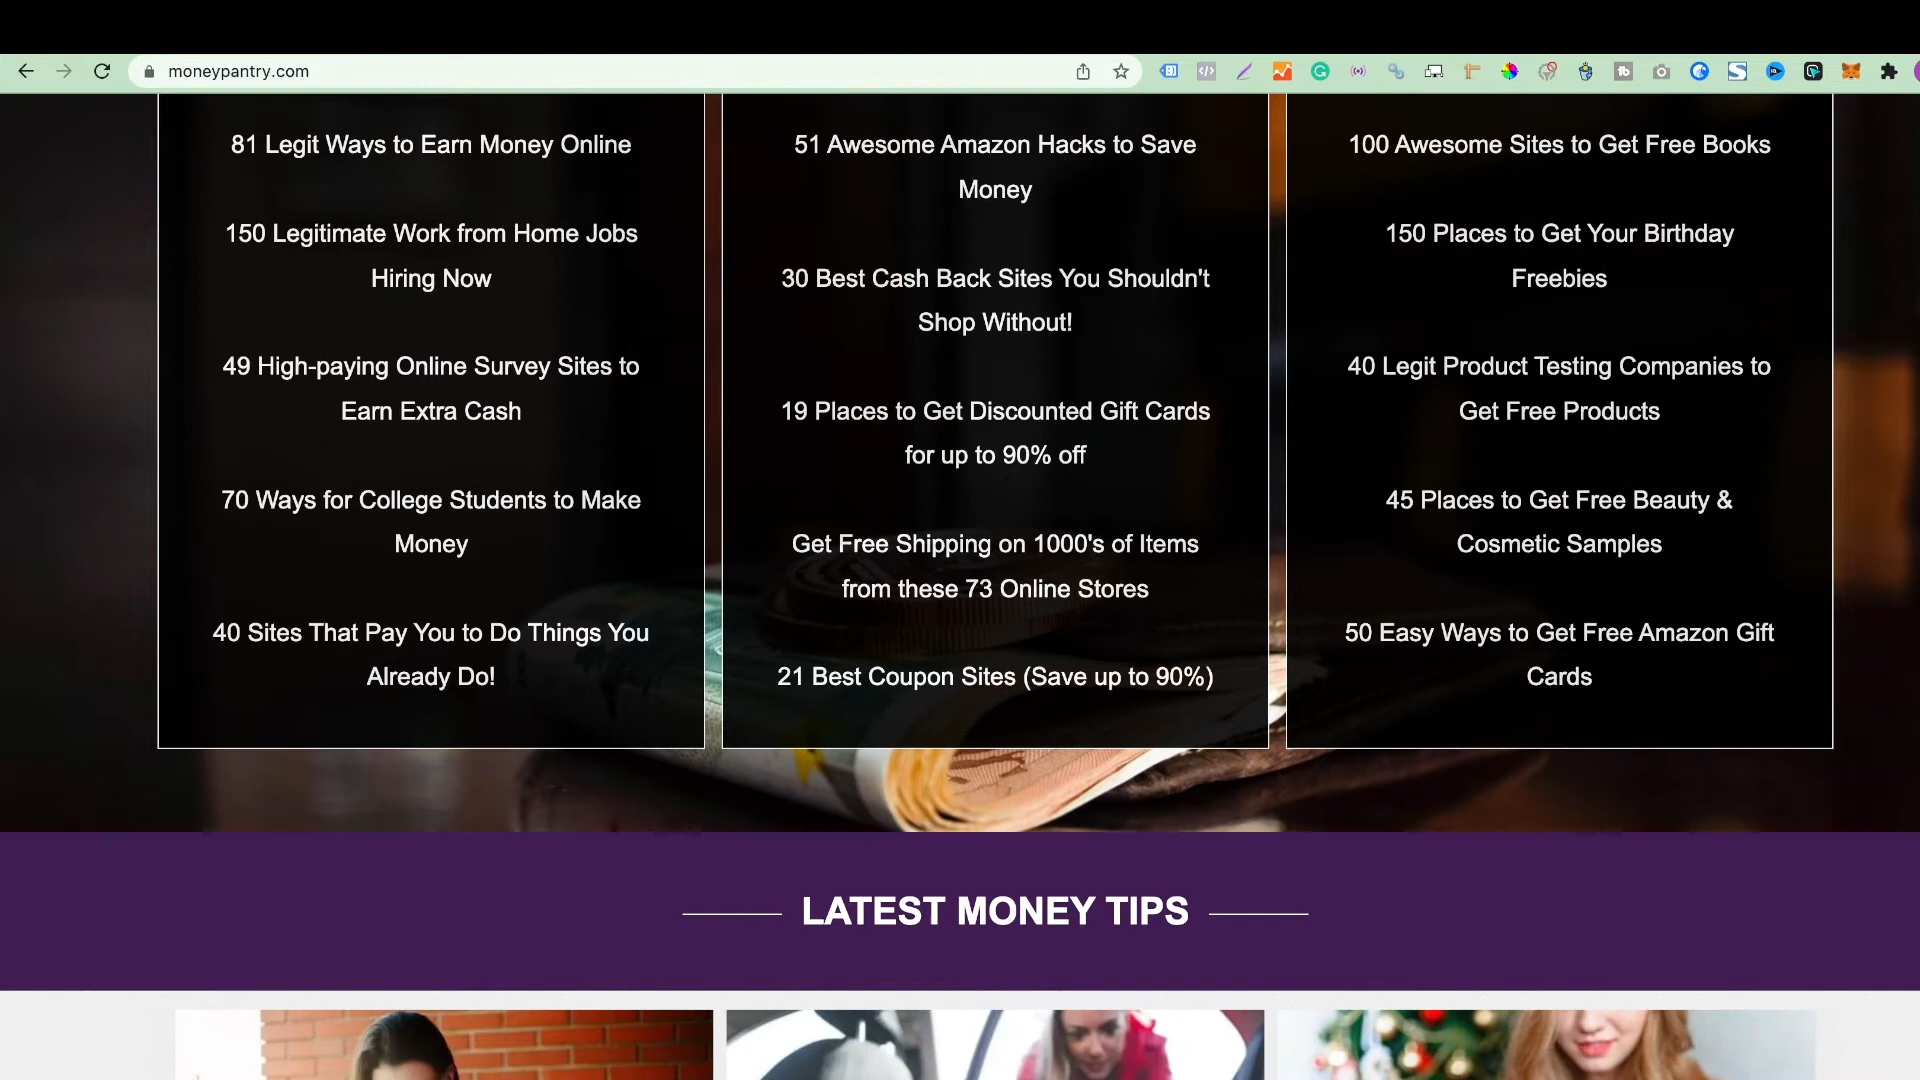 moneypantry.com
81 Legit Ways to Earn Money Online
150 Legitimate Work from Home Jobs
Hiring Now
49 High-paying Online Survey Sites to
Earn Extra Cash
70 Ways for College Students to Make
Money
40 Sites That Pay You to Do Things You
Already Do!
51 Awesome Amazon Hacks to Save
Money
30 Best Cash Back Sites You Shouldn't
Shop Without!
19 Places to Get Discounted Gift Cards
for up to 90% off
Get Free Shipping on 1000's of Items
from these 73 Online Stores
21 Best Coupon Sites (Save up to 90%)
100 Awesome Sites to Get Free Books
150 Places to Get Your Birthday
Freebies
40 Legit Product Testing Companies to
Get Free Products
45 Places to Get Free Beauty &
Cosmetic Samples
50 Easy Ways to Get Free Amazon Gift
Cards
LATEST MONEY TIPS